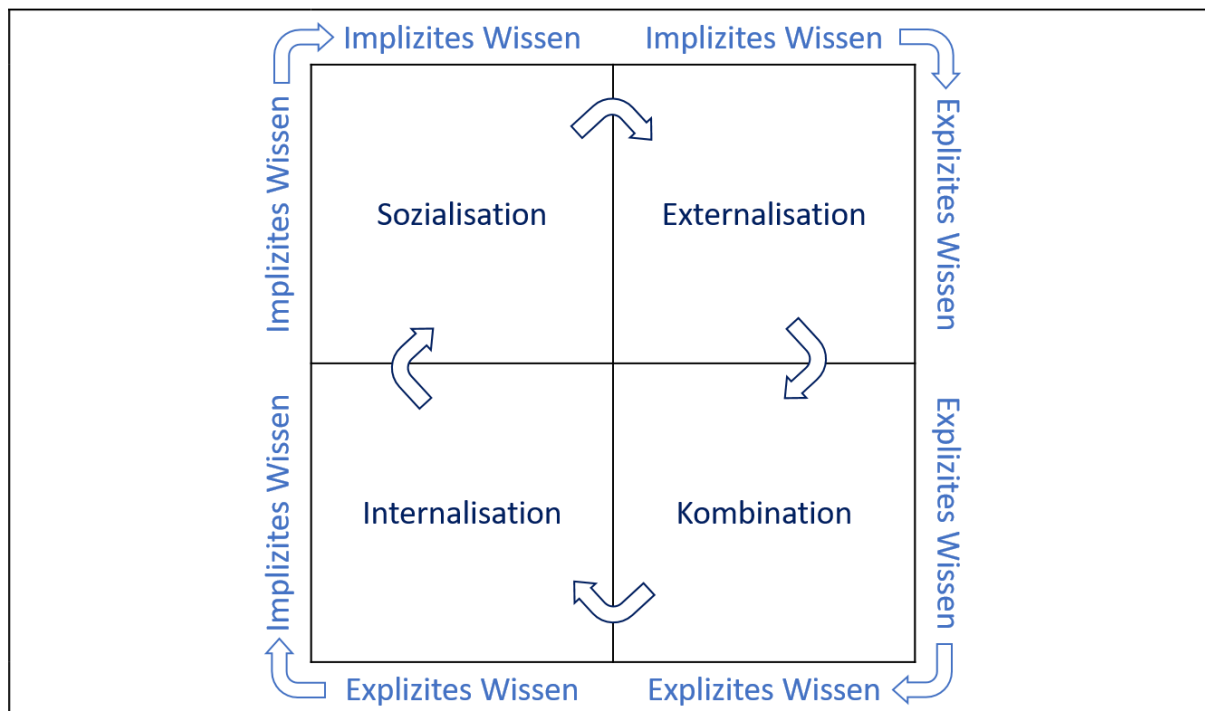 Implizites Wissen
Implizites Wissen
Implizites Wissen
Explizites Wissen
Sozialisation
Externalisation
Implizites Wissen
Explizites Wissen
Internalisation
Kombination
Explizites Wissen
Explizites Wissen